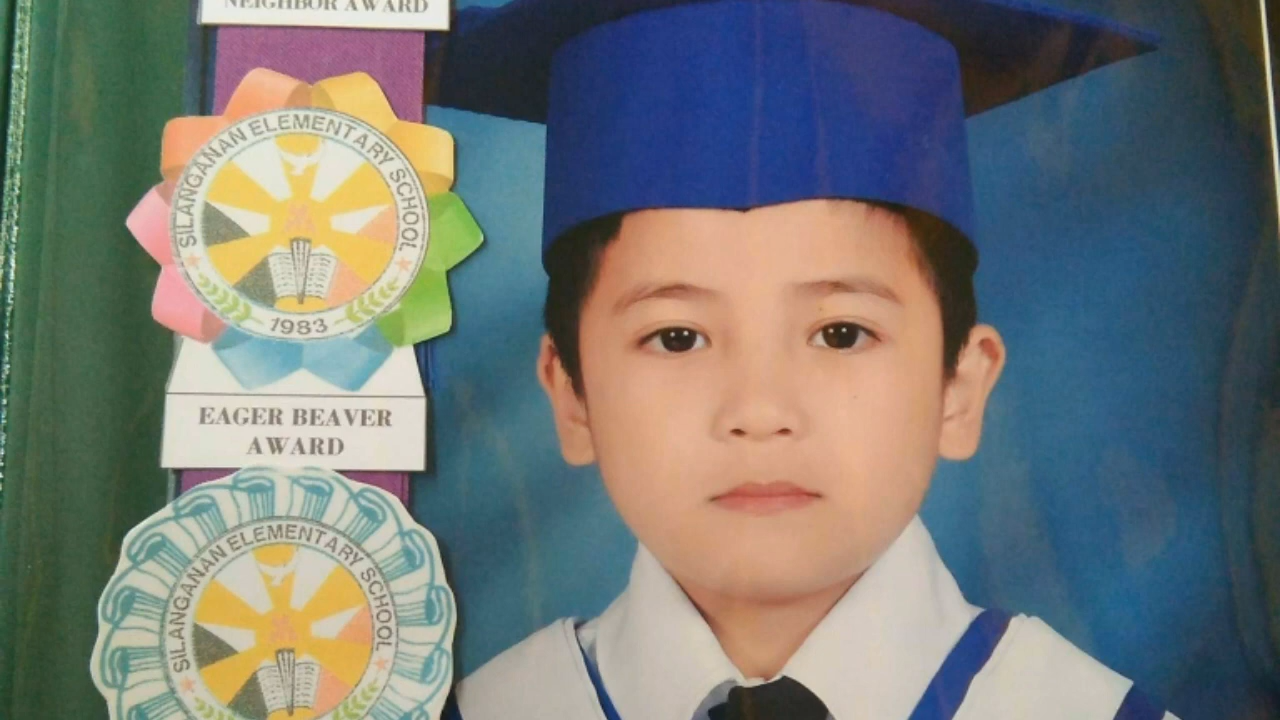 NEIGHBOR AWARD
SILANGANAN ELEMENTARY SCHOOL
1983
EAGER BEAVER
AWARD
SILANGANAN ELEMENTARY SCHOOL